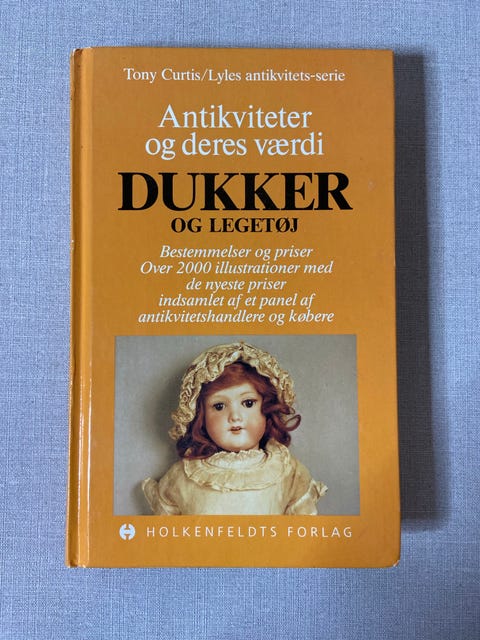 Tony Curtis/Lyles antikvitets-serie
Antikviteter
og deres værdi
DUKKER
OG LEGETØJ
Bestemmelser og priser
Over 2000 illustrationer med
de nyeste priser
indsamlet af et panel af
antikvitetshandlere og købere
HOLKENFELDTS FORLAG